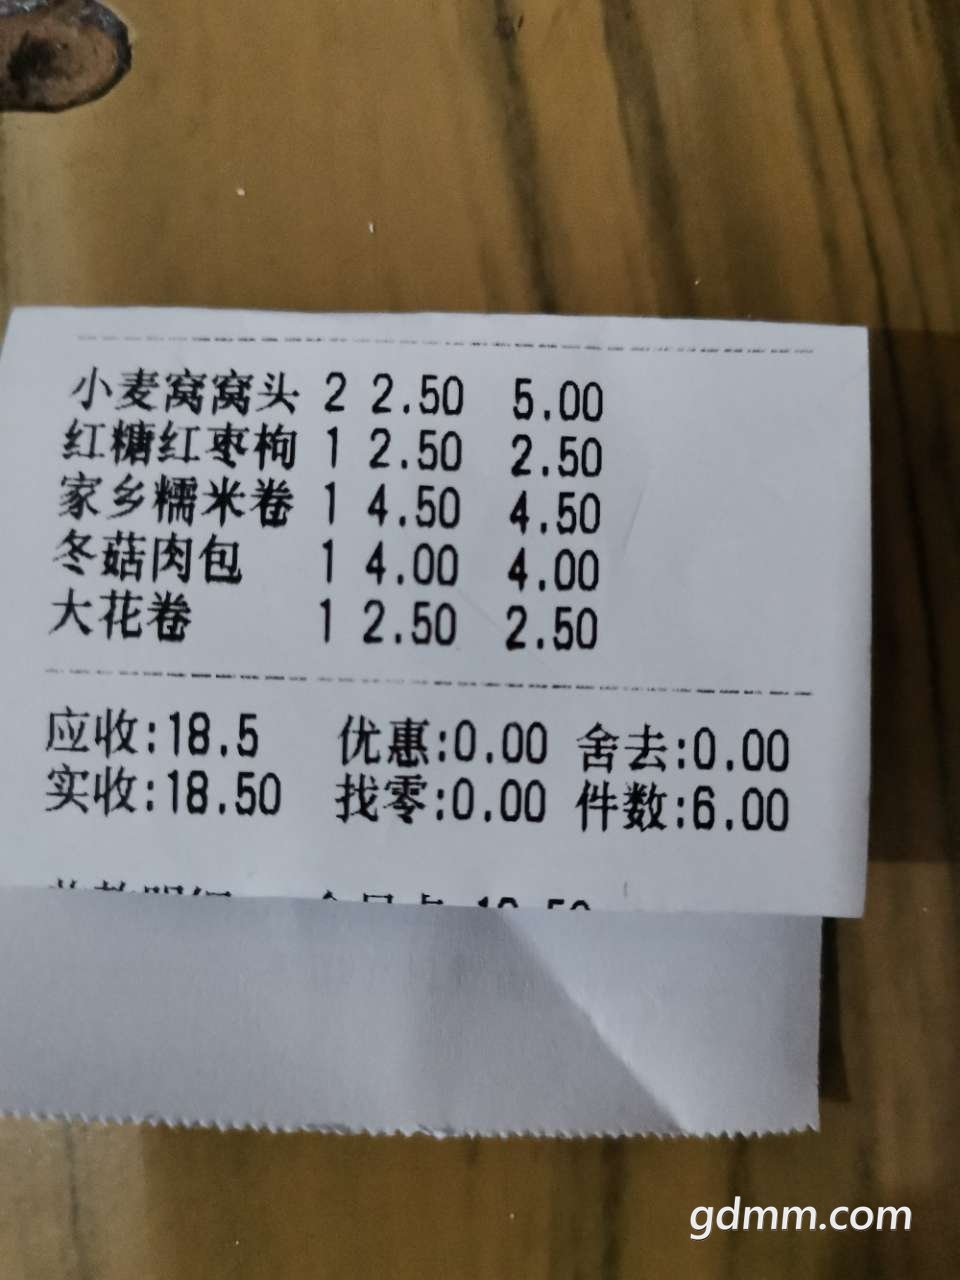 小麦窝窝头 2 2.50 5.00
红糖红枣枸 1 2.50 2.50
家乡糯米卷 1 4.50 4.50
冬菇肉包 1 4.00 4.00
大花卷 1 2.50 2.50
应收:18.5 优惠:0.00 舍去:0.00
实收:18.50 找零:0.00 件数:6.00
gdmm.com